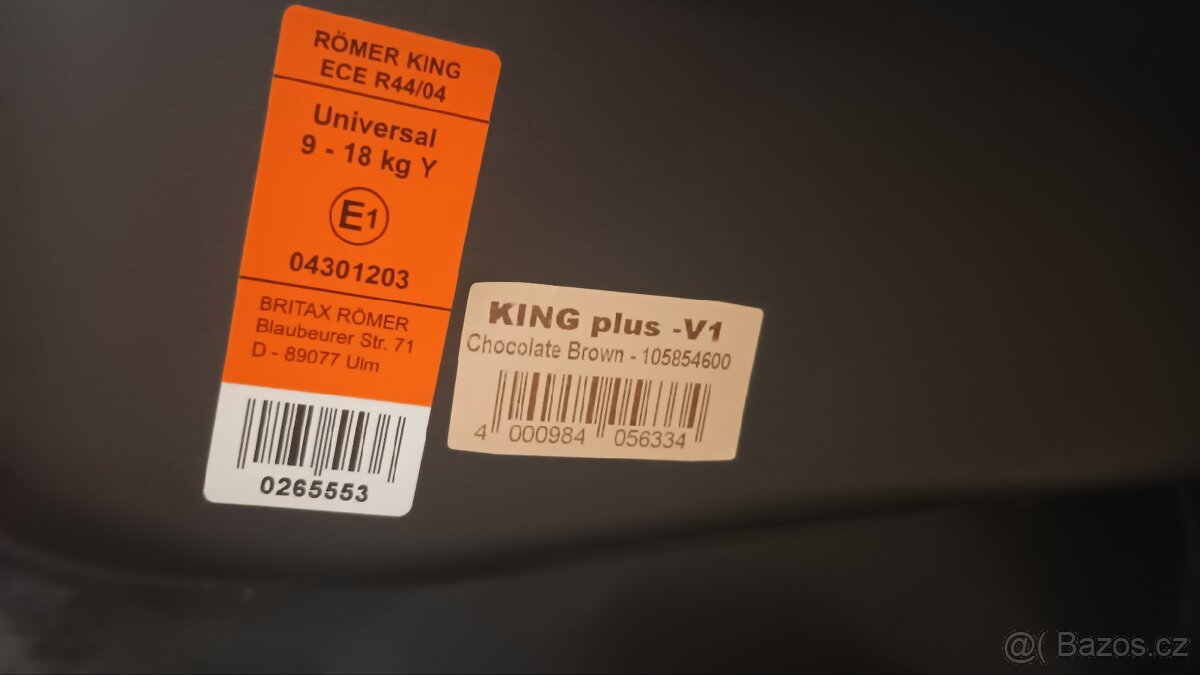 RÖMER KING
ECE R44/04
Universal
9 - 18 kg Y
E1
04301203
BRITAX RÖMER
Blaubeurer Str. 71
D - 89077 Ulm
0265553
KING plus -V1
Chocolate Brown - 105854600
4 000984 056334
@( Bazos.cz